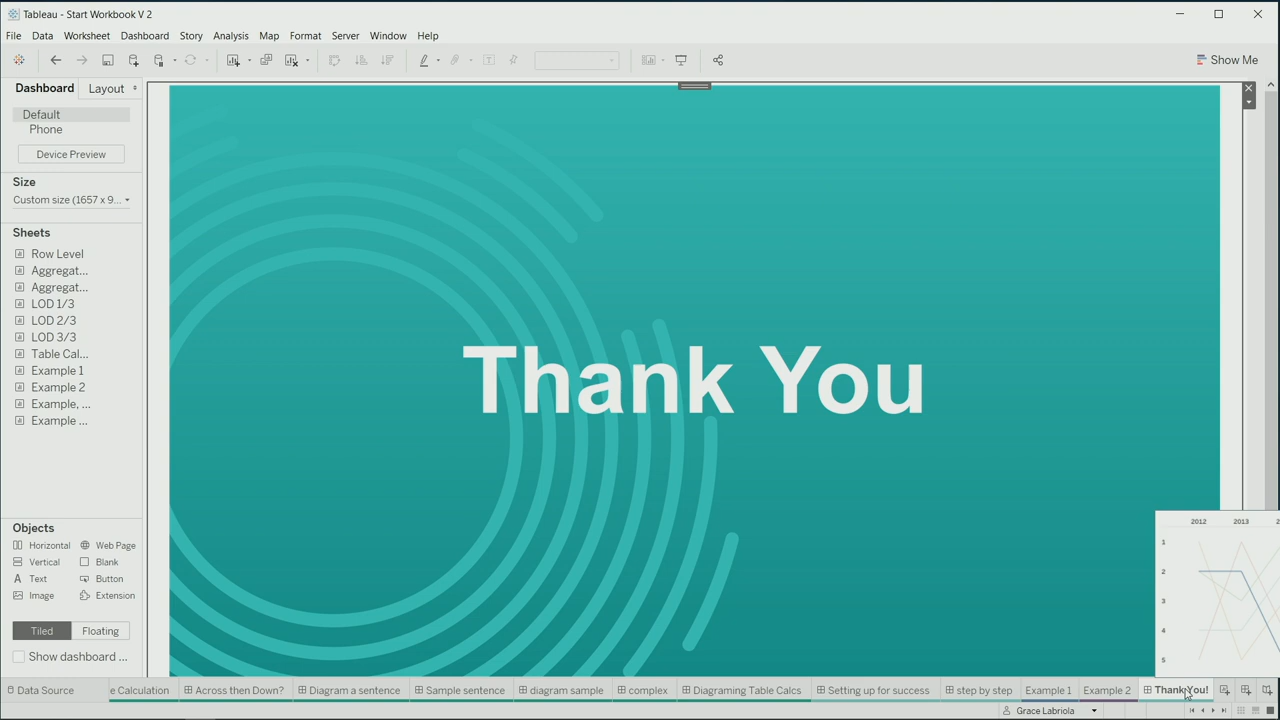 Tableau - Start Workbook V 2
File Data Worksheet Dashboard Story Analysis Map Format Server Window Help
Show Me
Dashboard Layout
Default
Phone
Device Preview
Size
Custom size (1657 x 9...
Sheets
Row Level
Aggregat...
Aggregat...
LOD 1/3
LOD 2/3
LOD 3/3
Table Cal...
Example 1
Example 2
Example, ...
Example ...
Thank You
2012 2013 2
1
2
3
4
5
Objects
Horizontal Web Page
Vertical Blank
Text Button
Image Extension
Tiled Floating
Show dashboard ...
Data Source e Calculation Across then Down? Diagram a sentence Sample sentence diagram sample complex Diagraming Table Calcs Setting up for success step by step Example 1 Example 2 Thank You!
Grace Labriola